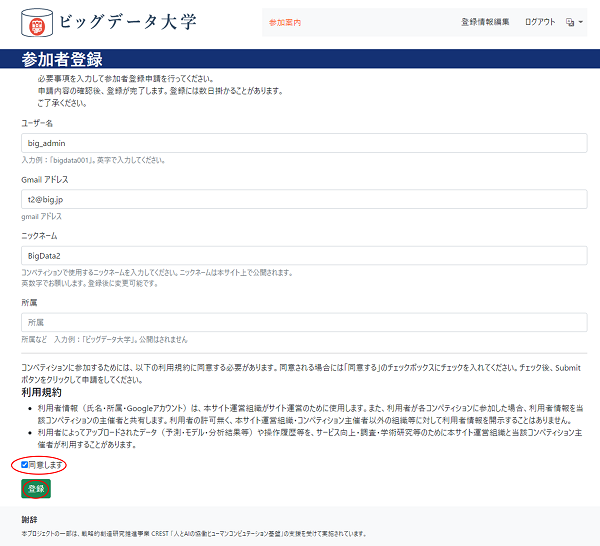 ビッグデータ大学
参加案内
登録情報編集
ログアウト
参加者登録
必要事項を入力して参加者登録申請を行ってください。
申請内容の確認後、登録が完了します。登録には数日掛かることがあります。
ご了承ください。
ユーザー名
big_admin
入力例：「bigdata001」。英字で入力してください。
Gmail アドレス
t2@big.jp
gmail アドレス
ニックネーム
BigData2
コンペティションで使用するニックネームを入力してください。ニックネームは本サイト上で公開されます。
英数字でお願いします。登録後に変更可能です。
所属
所属
所属など　入力例：「ビッグデータ大学」。公開はされません
コンペティションに参加するためには、以下の利用規約に同意する必要があります。同意される場合には「同意する」のチェックボックスにチェックを入れてください。チェック後、Submit
ボタンをクリックして申請をしてください。
利用規約
利用者情報（氏名・所属・Googleアカウント）は、本サイト運営組織がサイト運営のために使用します。また、利用者が各コンペティションに参加した場合、利用者情報を当
該コンペティションの主催者と共有します。利用者の許可無く、本サイト運営組織・コンペティション主催者以外の組織等に対して利用者情報を開示することはありません。
利用者によってアップロードされたデータ（予測・モデル・分析結果等）や操作履歴等を、サービス向上・調査・学術研究等のために本サイト運営組織と当該コンペティション主
催者が利用することがあります。
同意します
登録
謝辞
本プロジェクトの一部は、戦略的創造研究推進事業 CREST「人とAIの協働ヒューマンコンピュテーション基盤」の支援を受けて実施されています。